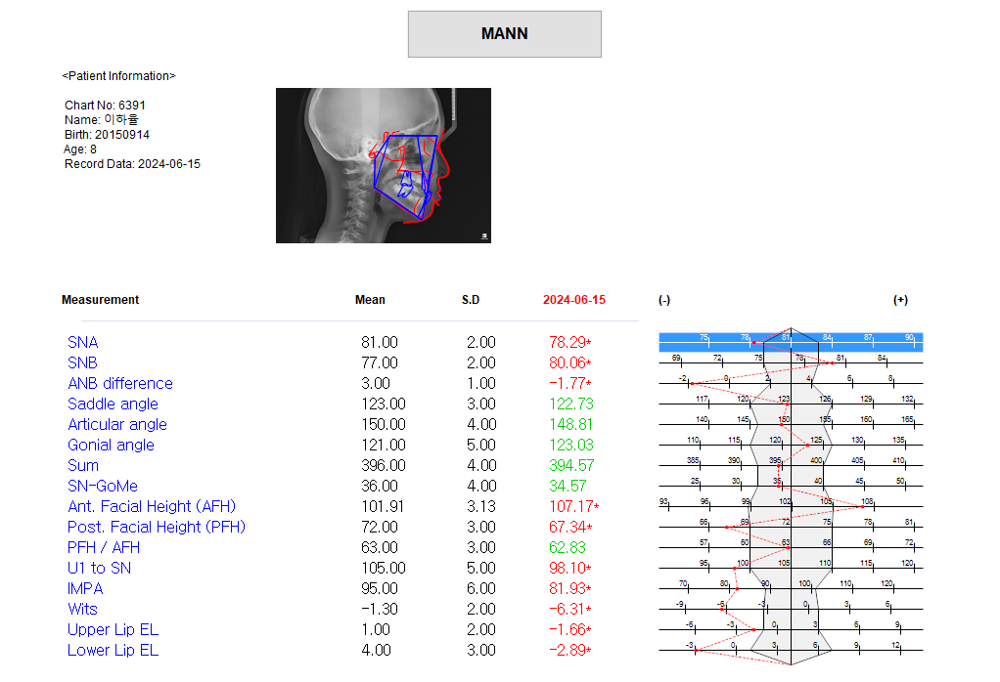 MANN
<Patient Information>
Chart No: 6391
Name: 이하율
Birth: 20150914
Age: 8
Record Data: 2024-06-15
Measurement Mean S.D 2024-06-15 (-) (+)
SNA 81.00 2.00 78.29* 75 78 81 84 87 90
SNB 77.00 2.00 80.06* 69 72 75 78 81 84
ANB difference 3.00 1.00 -1.77* -2 0 2 4 6 8
Saddle angle 123.00 3.00 122.73 117 120 123 126 129 132
Articular angle 150.00 4.00 148.81 140 145 150 155 160 165
Gonial angle 121.00 5.00 123.03 110 115 120 125 130 135
Sum 396.00 4.00 394.57 385 390 395 400 405 410
SN-GoMe 36.00 4.00 34.57 25 30 35 40 45 50
Ant. Facial Height (AFH) 101.91 3.13 107.17* 93 96 99 102 105 108
Post. Facial Height (PFH) 72.00 3.00 67.34* 66 69 72 75 78 81
PFH / AFH 63.00 3.00 62.83 57 60 63 66 69 72
U1 to SN 105.00 5.00 98.10* 95 100 105 110 115 120
IMPA 95.00 6.00 81.93* 70 80 90 100 110 120
Wits -1.30 2.00 -6.31* -9 -6 -3 0 3 6
Upper Lip EL 1.00 2.00 -1.66* -6 -3 0 3 6 9
Lower Lip EL 4.00 3.00 -2.89* -3 0 3 6 9 12